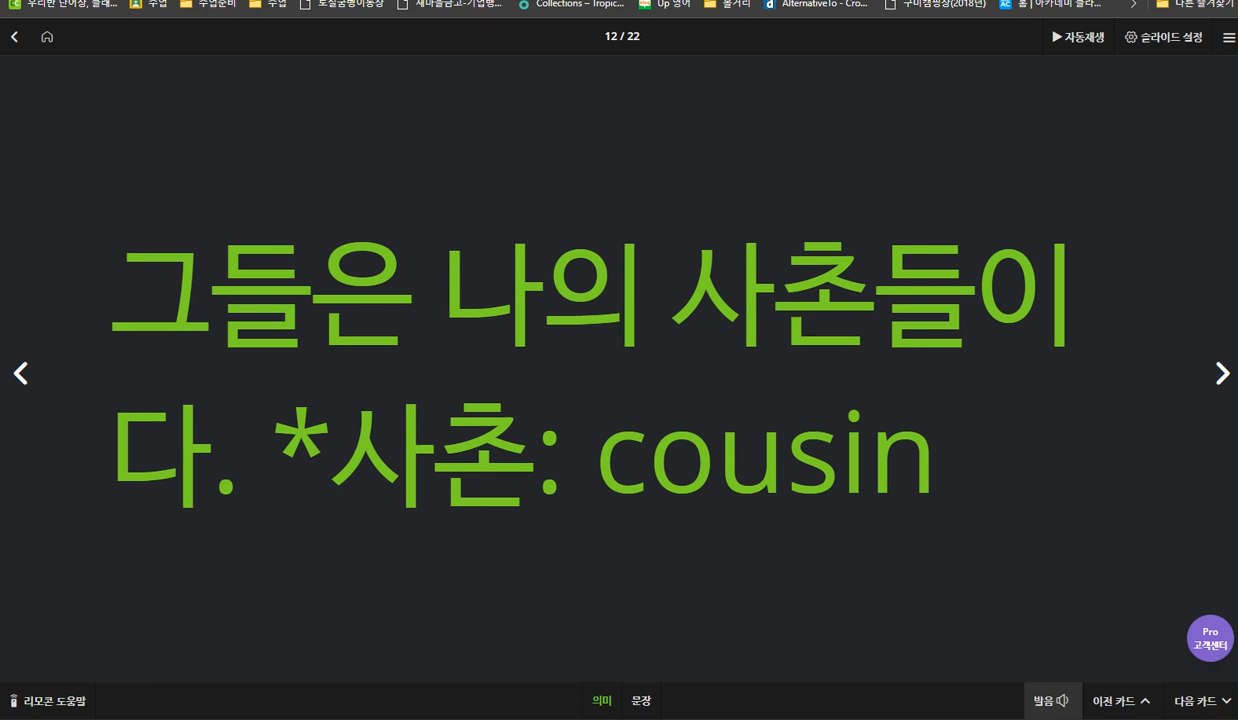 12 / 22
▶ 자동재생
슬라이드 설정
그들은 나의 사촌들이
다. *사촌: cousin
Pro
고객센터
리모콘 도움말
의미
문장
발음
이전 카드
다음 카드